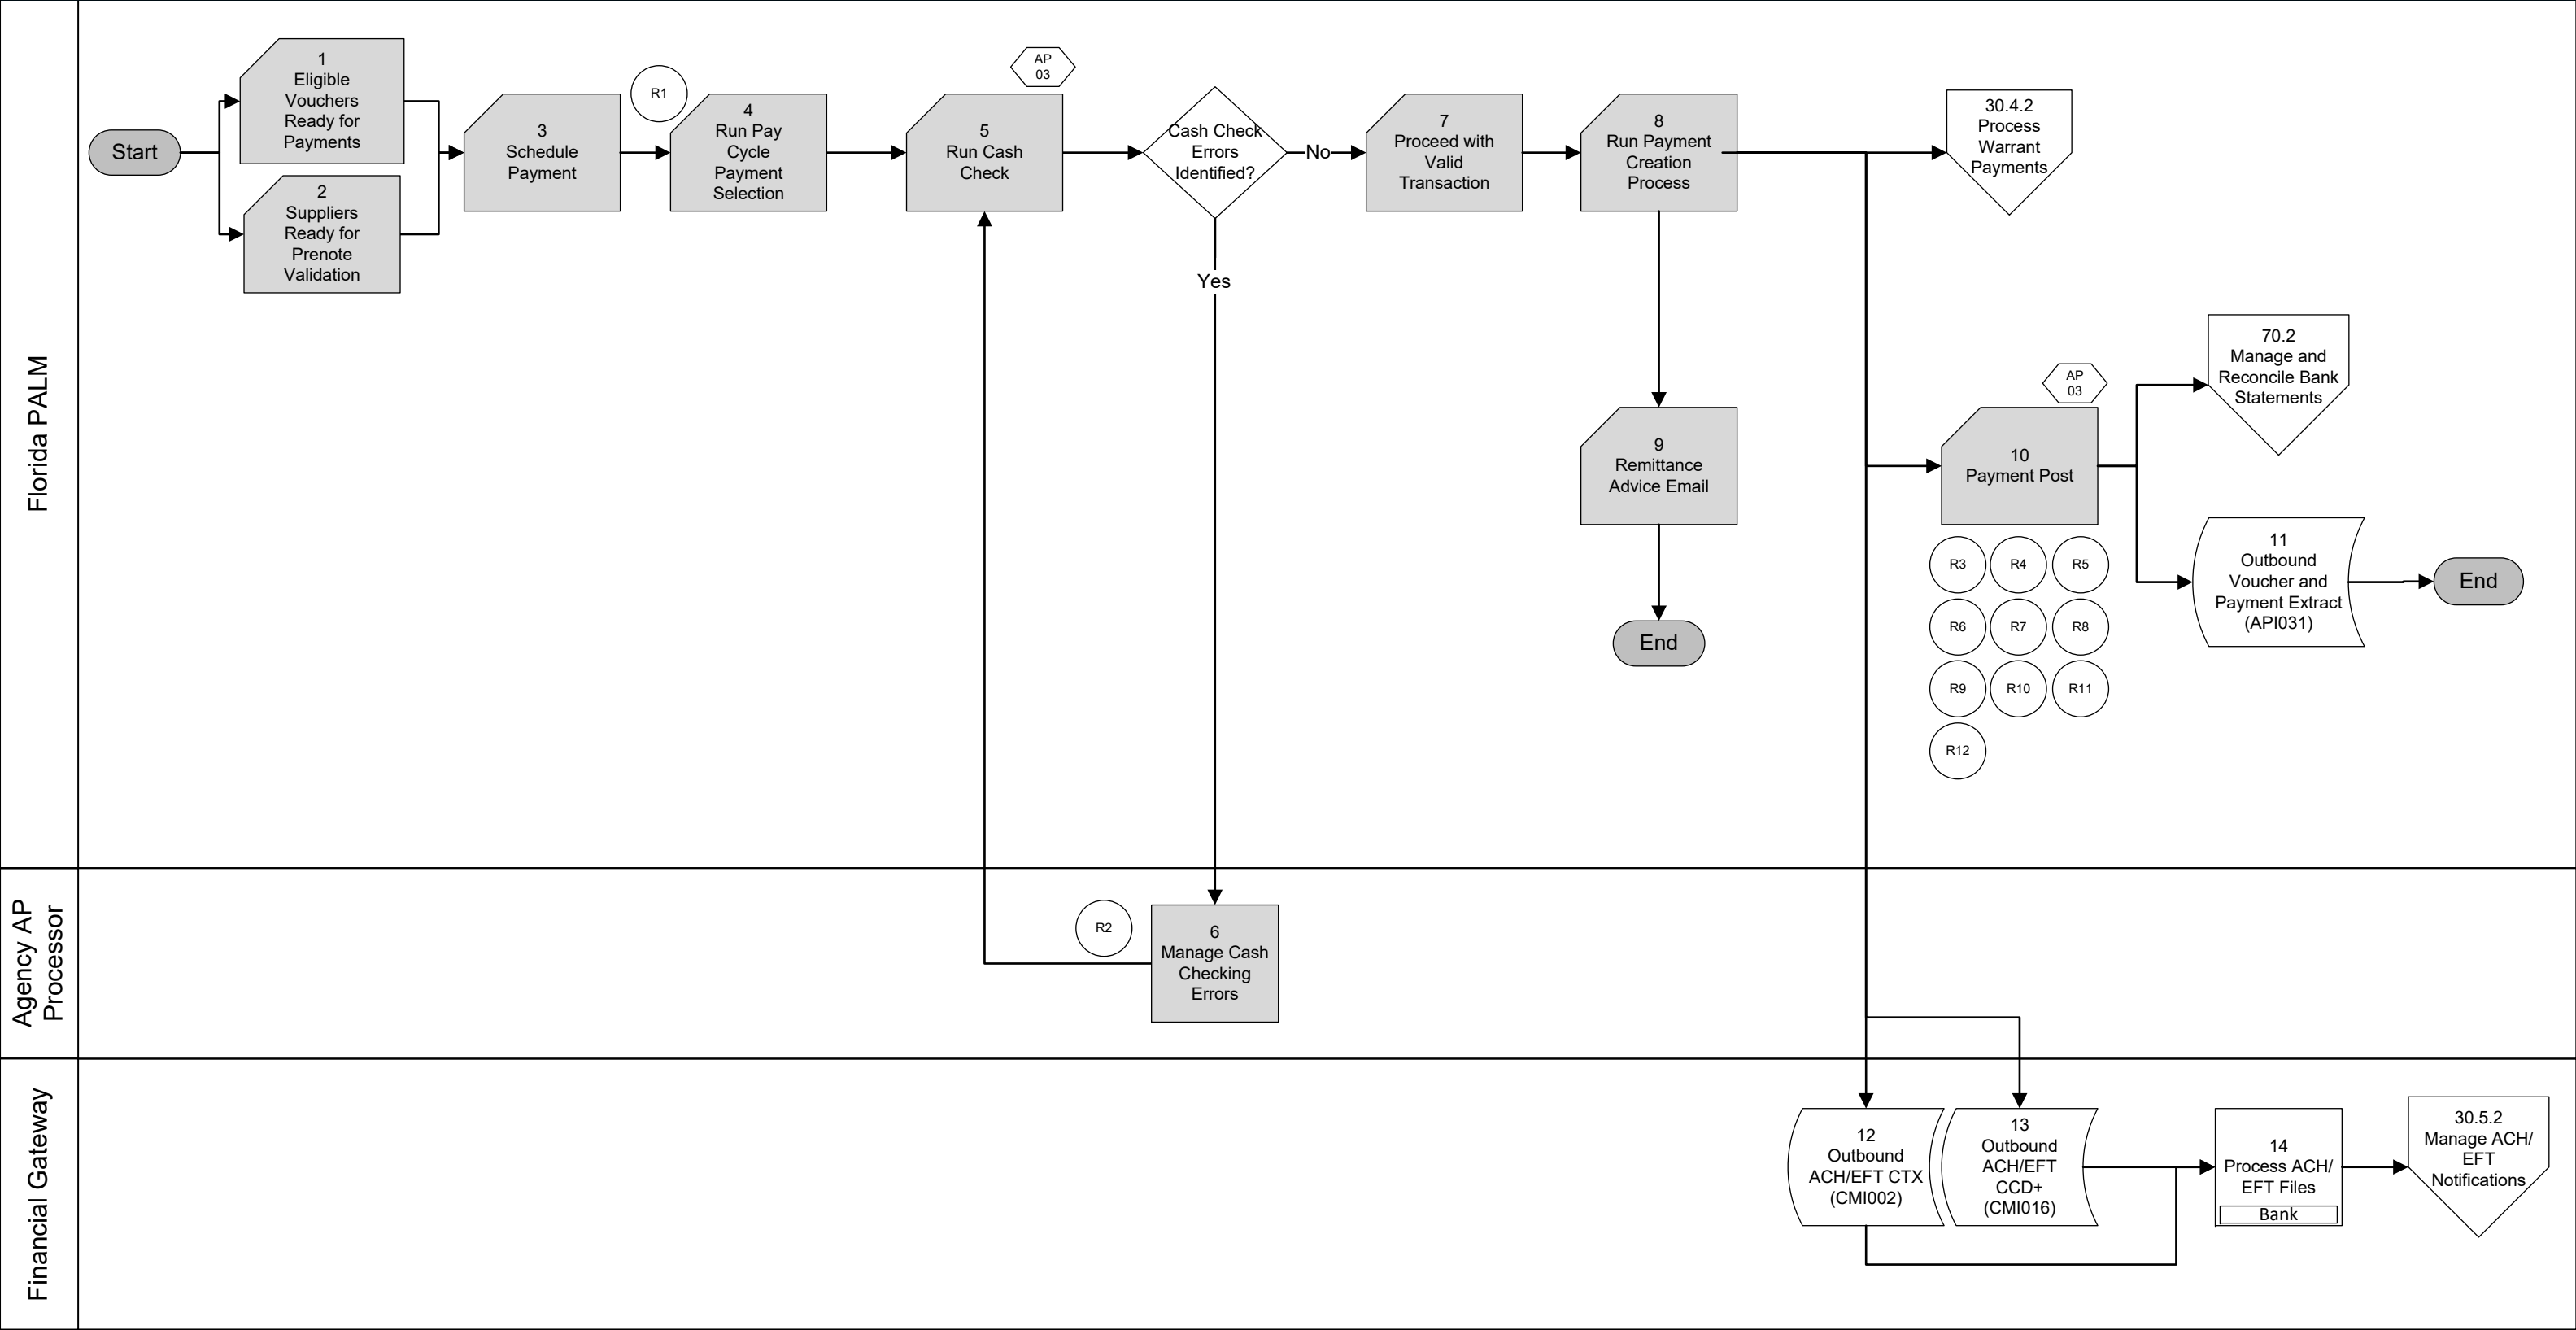 Florida PALM
Start
1
Eligible
Vouchers
Ready for
Payments
2
Suppliers
Ready for
Prenote
Validation
3
Schedule
Payment
R1
4
Run Pay
Cycle
Payment
Selection
AP
03
5
Run Cash
Check
Cash Check
Errors
Identified?
No
Yes
7
Proceed with
Valid
Transaction
8
Run Payment
Creation
Process
30.4.2
Process
Warrant
Payments
9
Remittance
Advice Email
End
AP
03
10
Payment Post
R3
R4
R5
R6
R7
R8
R9
R10
R11
R12
70.2
Manage and
Reconcile Bank
Statements
11
Outbound
Voucher and
Payment Extract
(API031)
End
Agency AP
Processor
R2
6
Manage Cash
Checking
Errors
Financial Gateway
12
Outbound
ACH/EFT CTX
(CMI002)
13
Outbound
ACH/EFT
CCD+
(CMI016)
14
Process ACH/
EFT Files
Bank
30.5.2
Manage ACH/
EFT
Notifications